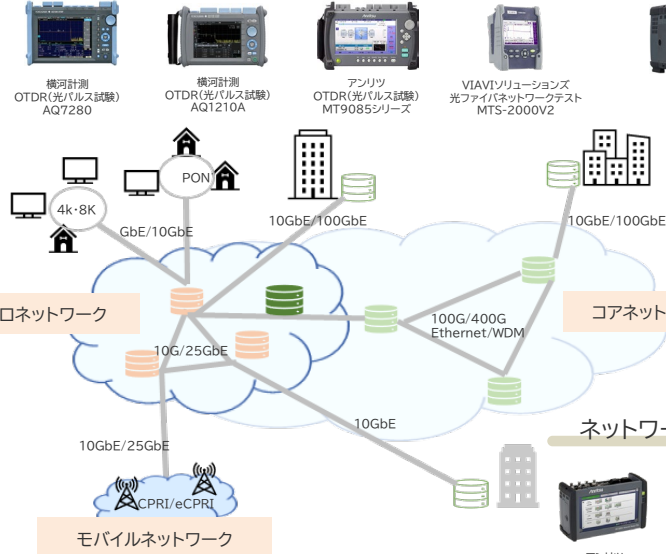 横河計測
OTDR(光パルス試験)
AQ7280
横河計測
OTDR(光パルス試験)
AQ1210A
アンリツ
OTDR(光パルス試験)
MT9085シリーズ
VIAVIソリューションズ
光ファイバネットワークテスト
MTS-2000V2
PON
4k・8K
GbE/10GbE
10GbE/100GbE
10GbE/100GbE
ロネットワーク
コアネット
100G/400G
Ethernet/WDM
10G/25GbE
10GbE
ネットワー
10GbE/25GbE
CPRI/eCPRI
モバイルネットワーク